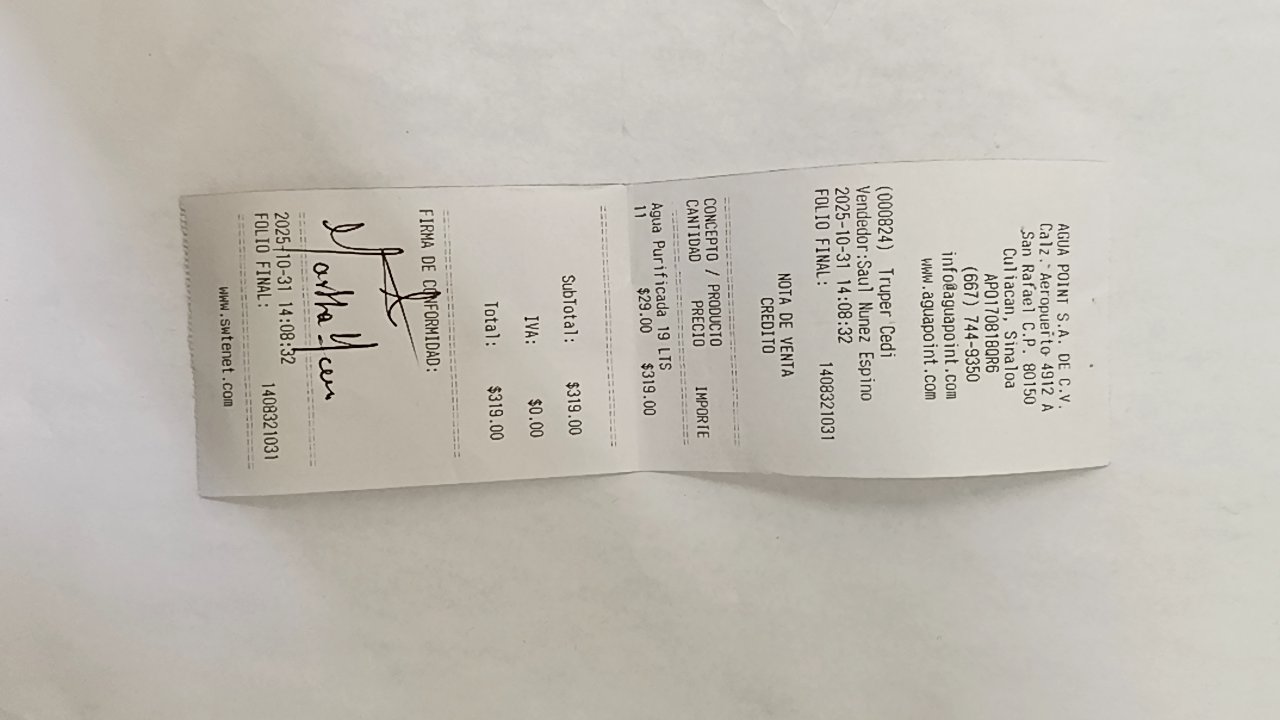 AGUA POINT S.A. DE C.V.
Calz. Aeropuerto 4912 A
San Rafael C.P. 80150
Culiacan, Sinaloa
APO170818QR6
(667) 744-9350
info@aguapoint.com
www.aguapoint.com
(000824) Truper Cedi
Vendedor:Saul Nunez Espino
2025-10-31 14:08:32
FOLIO FINAL: 1408321031
NOTA DE VENTA
CREDITO
CONCEPTO / PRODUCTO
CANTIDAD PRECIO IMPORTE
Agua Purificada 19 LTS
11 $29.00 $319.00
SubTotal: $319.00
IVA: $0.00
Total: $319.00
FIRMA DE CONFORMIDAD:
Martha
2025-10-31 14:08:32
FOLIO FINAL: 1408321031
www.swtenet.com